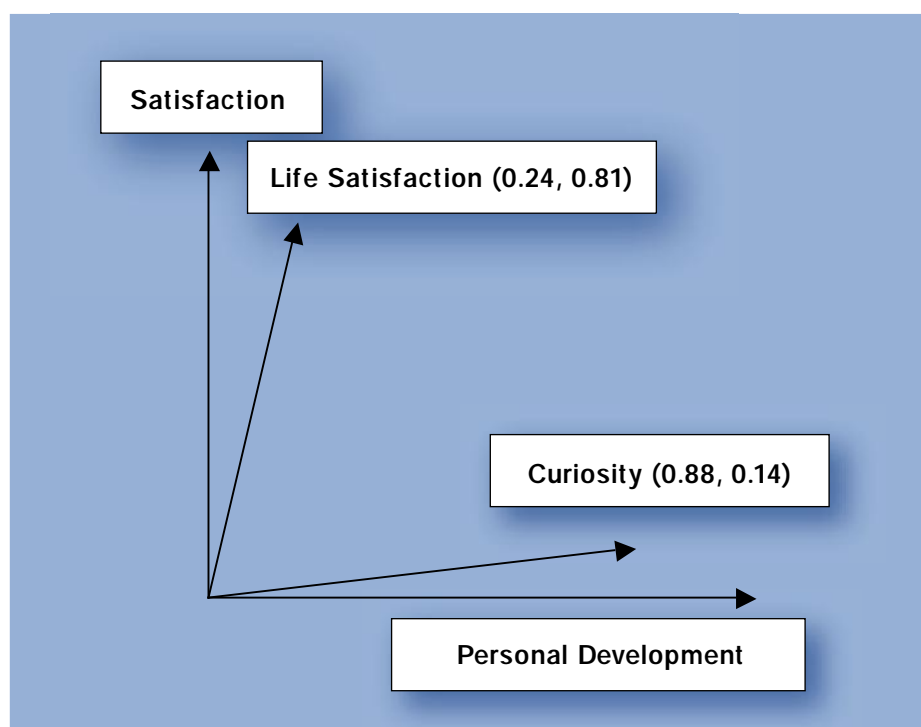 Satisfaction
Life Satisfaction (0.24, 0.81)
Curiosity (0.88, 0.14)
Personal Development